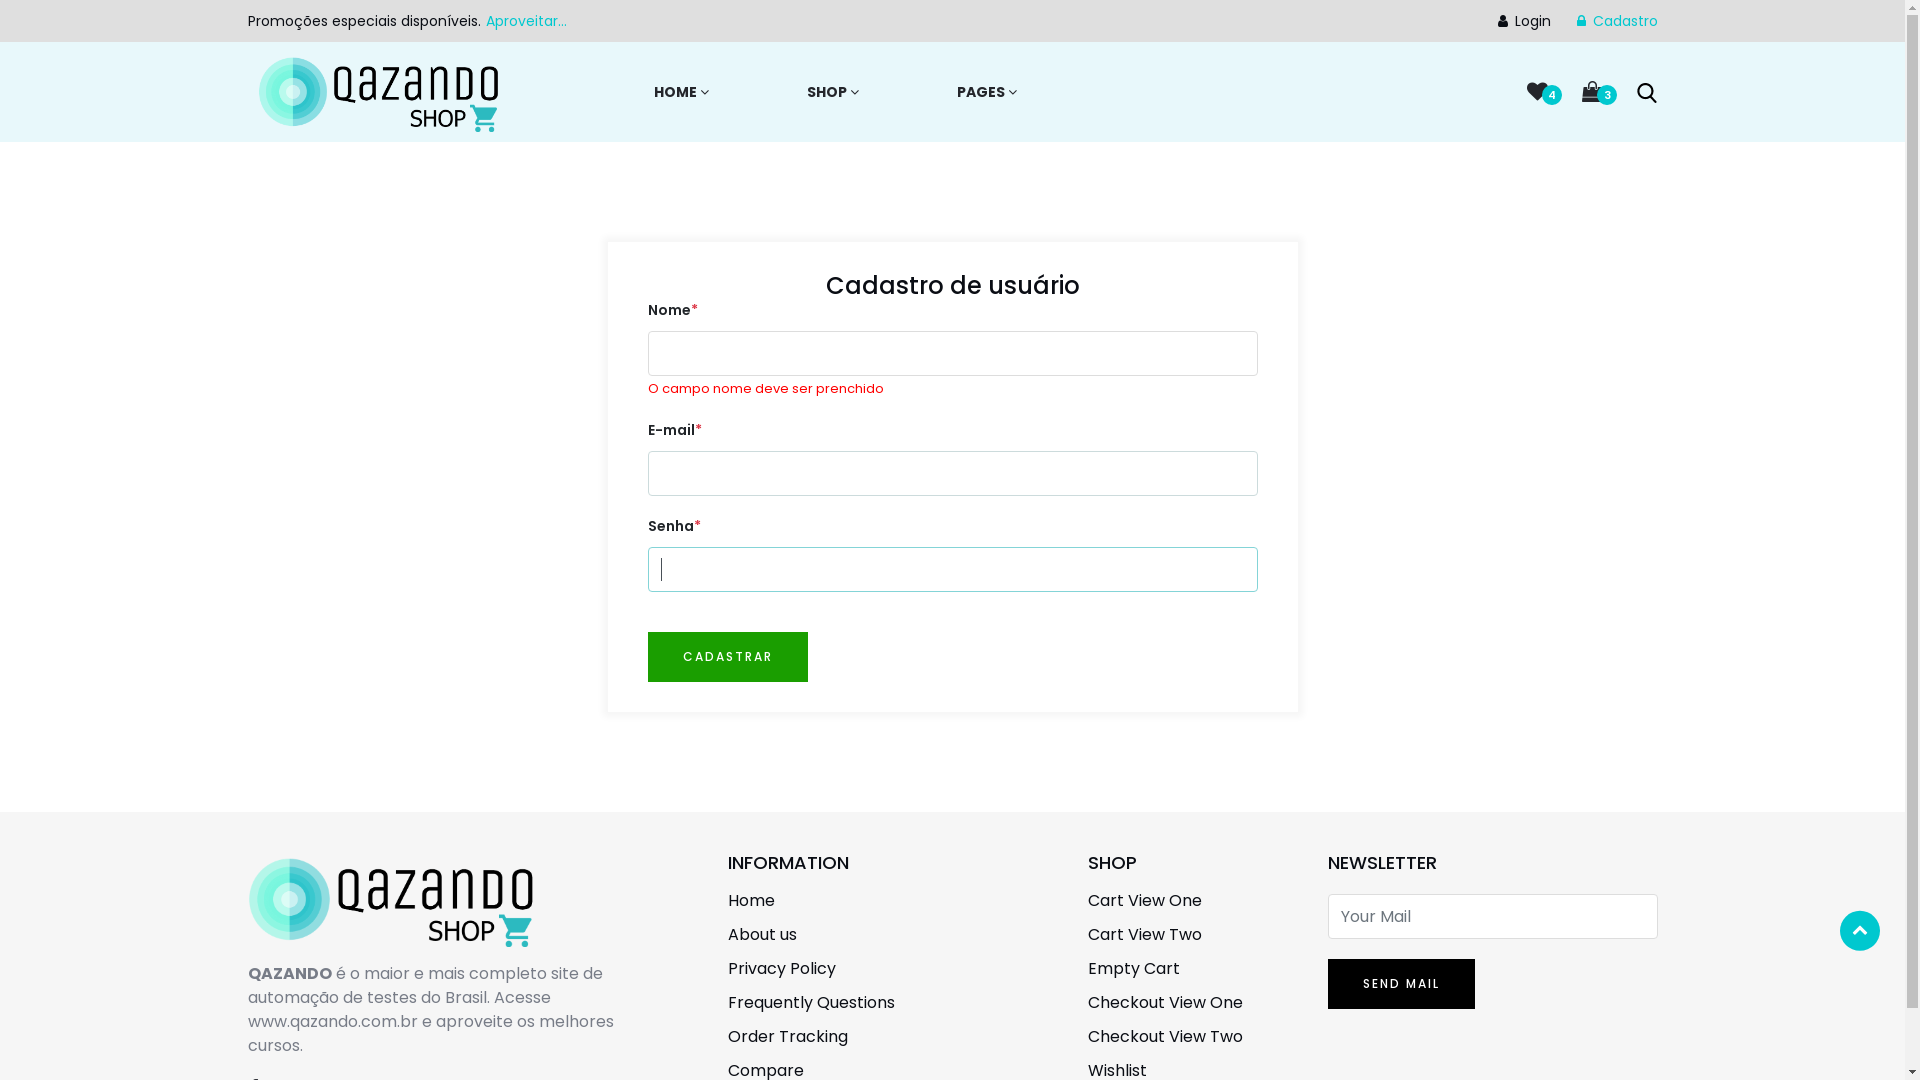 Promoções especiais disponíveis. Aproveitar...
Login
Cadastro
QAZANDO
SHOP
HOME
SHOP
PAGES
4
3
Cadastro de usuário
Nome*
O campo nome deve ser prenchido
E-mail*
Senha*
CADASTRAR
QAZANDO
SHOP
QAZANDO é o maior e mais completo site de
automação de testes do Brasil. Acesse
www.qazando.com.br e aproveite os melhores
cursos.
INFORMATION
Home
About us
Privacy Policy
Frequently Questions
Order Tracking
Compare
SHOP
Cart View One
Cart View Two
Empty Cart
Checkout View One
Checkout View Two
Wishlist
NEWSLETTER
Your Mail
SEND MAIL